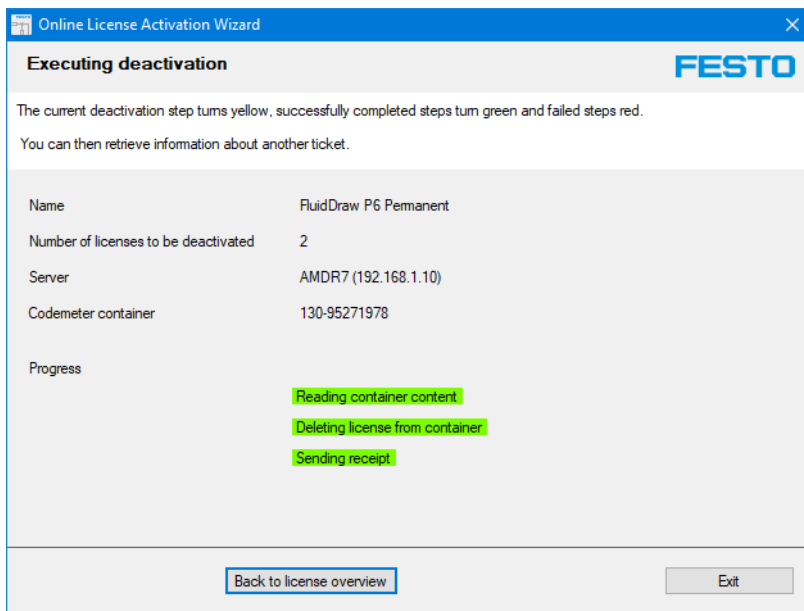 Online License Activation Wizard
Executing deactivation
FESTO
The current deactivation step turns yellow, successfully completed steps turn green and failed steps red.
You can then retrieve information about another ticket.
Name FluidDraw P6 Permanent
Number of licenses to be deactivated 2
Server AMDR7 (192.168.1.10)
Codemeter container 130-95271978
Progress
Reading container content
Deleting license from container
Sending receipt
Back to license overview Exit